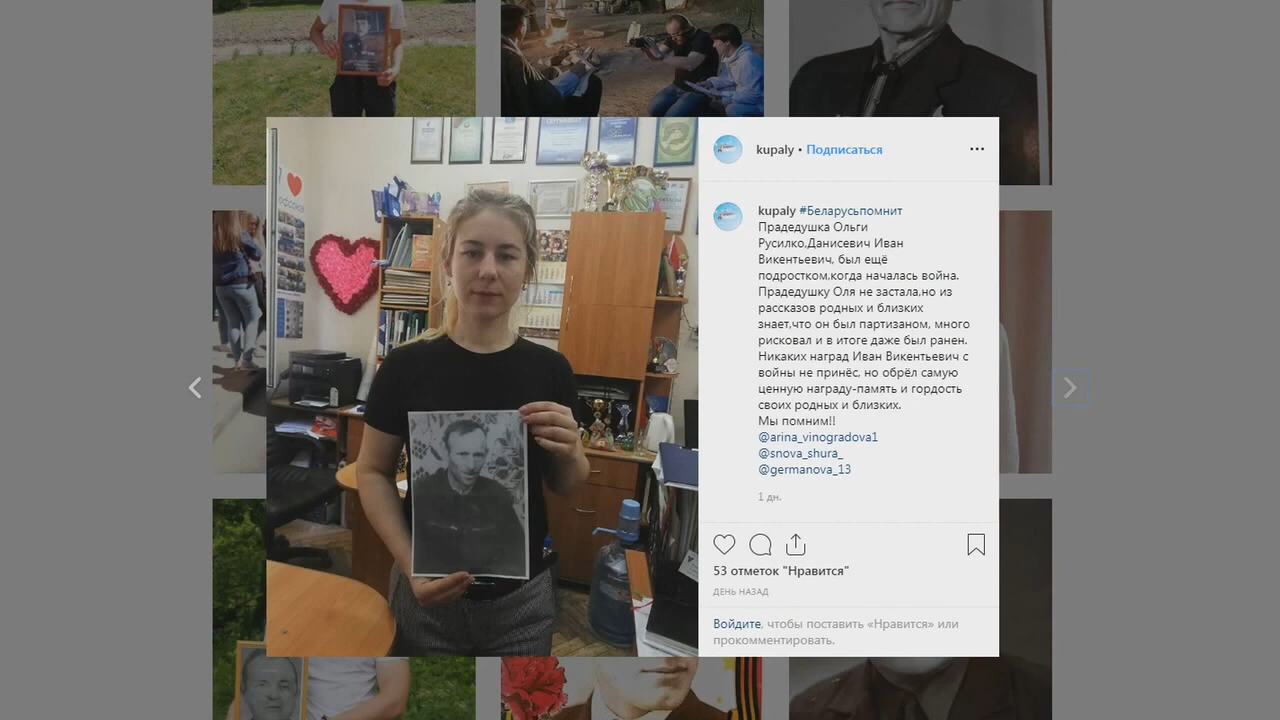 kupaly • Подписаться
kupaly #Беларусьпомнит
Прадедушка Ольги
Русилко,Данисевич Иван
Викентьевич, был ещё
подростком,когда началась война.
Прадедушку Оля не застала,но из
рассказов родных и близких
знает,что он был партизаном, много
рисковал и в итоге даже был ранен.
Никаких наград Иван Викентьевич с
войны не принёс, но обрёл самую
ценную награду-память и гордость
своих родных и близких.
Мы помним!!
@arina_vinogradova1
@snova_shura_
@germanova_13
1 дн.
53 отметок "Нравится"
ДЕНЬ НАЗАД
Войдите, чтобы поставить «Нравится» или
прокомментировать.